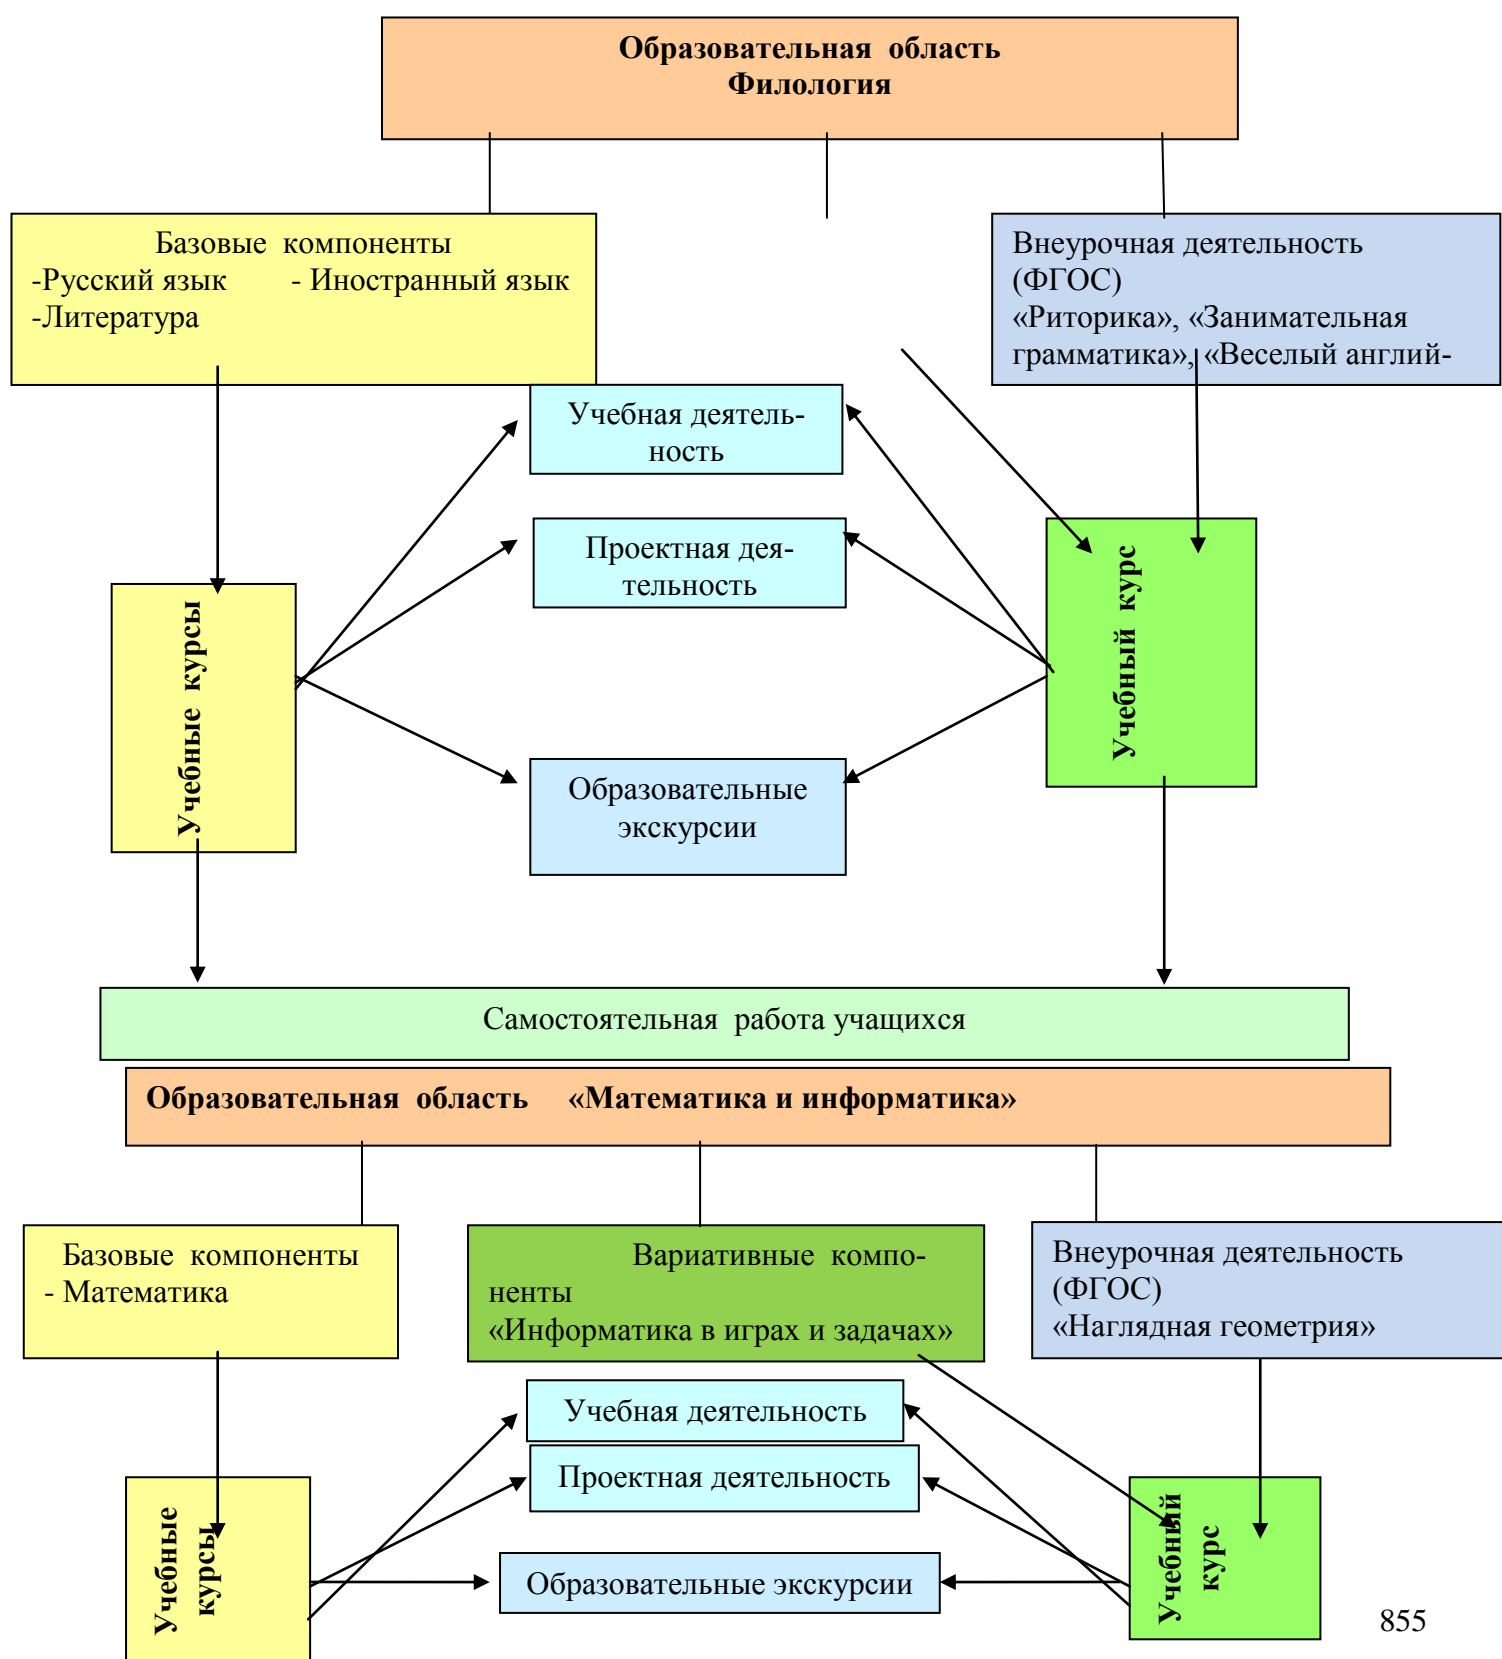 Образовательная область
Филология
Базовые компоненты
-Русский язык - Иностранный язык
-Литература
Внеурочная деятельность
(ФГОС)
«Риторика», «Занимательная
грамматика», «Веселый англий-
Учебная деятель-
ность
Проектная дея-
тельность
Учебные курсы
Учебный курс
Образовательные
экскурсии
Самостоятельная работа учащихся
Образовательная область «Математика и информатика»
Базовые компоненты
- Математика
Вариативные компо-
ненты
«Информатика в играх и задачах»
Внеурочная деятельность
(ФГОС)
«Наглядная геометрия»
Учебная деятельность
Проектная деятельность
Учебные
курсы
Образовательные экскурсии
Учебный
курс
855